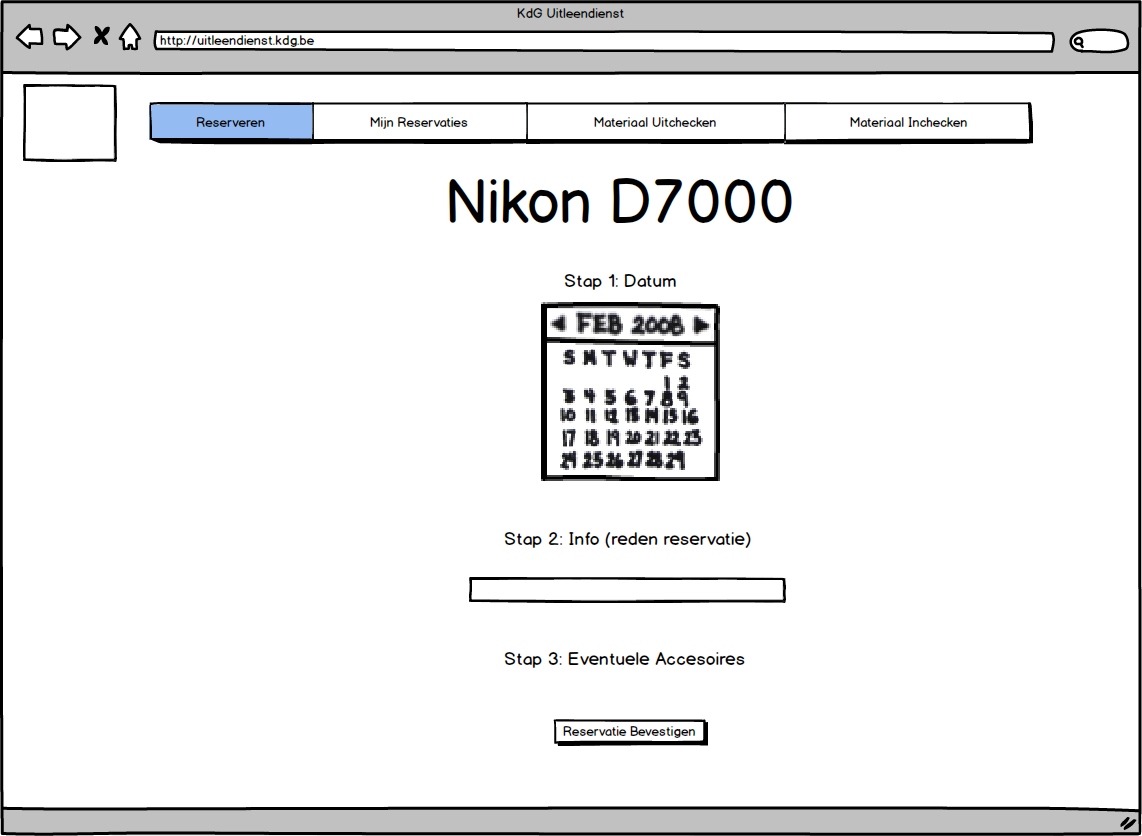 KdG Uitleendienst
http://uitleendienst.kdg.be
Reserveren Mijn Reservaties Materiaal Uitchecken Materiaal Inchecken
Nikon D7000
Stap 1: Datum
FEB 2008
S M T W T F S
1 2
3 4 5 6 7 8 9
10 11 12 13 14 15 16
17 18 19 20 21 22 23
24 25 26 27 28 29
Stap 2: Info (reden reservatie)
Stap 3: Eventuele Accesoires
Reservatie Bevestigen